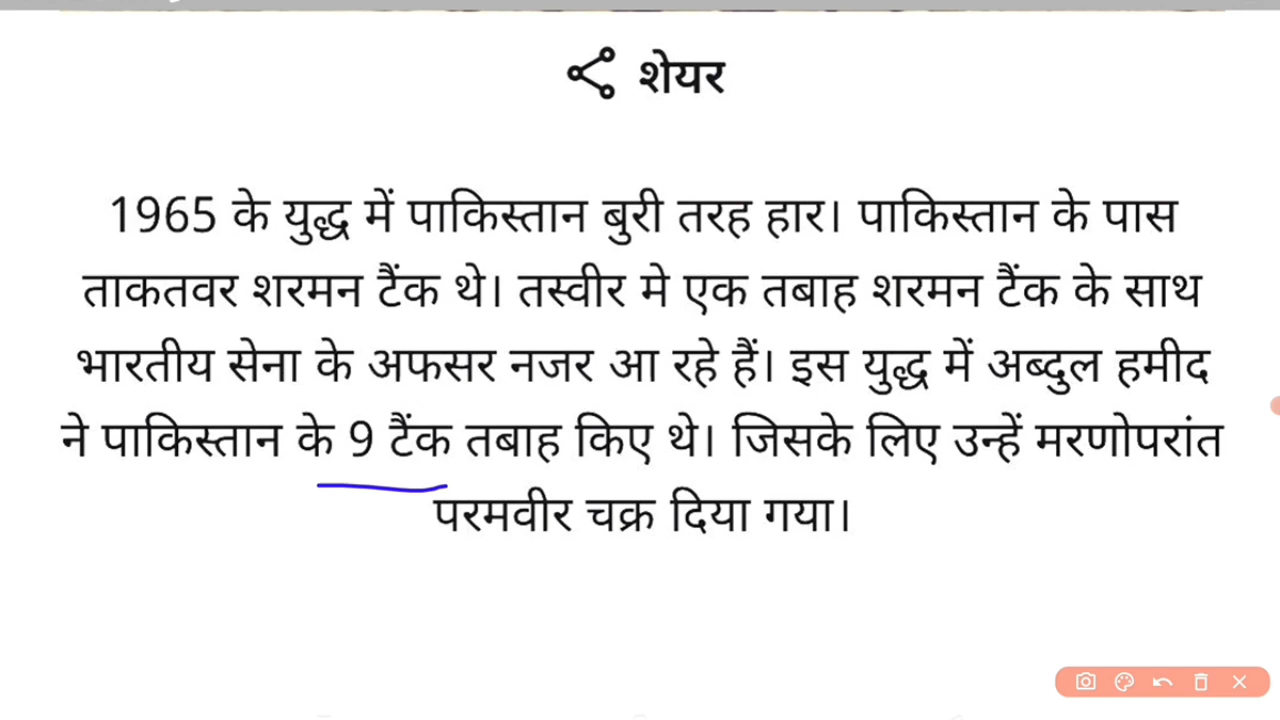 शेयर
1965 के युद्ध में पाकिस्तान बुरी तरह हार। पाकिस्तान के पास
ताकतवर शरमन टैंक थे। तस्वीर मे एक तबाह शरमन टैंक के साथ
भारतीय सेना के अफसर नजर आ रहे हैं। इस युद्ध में अब्दुल हमीद
ने पाकिस्तान के 9 टैंक तबाह किए थे। जिसके लिए उन्हें मरणोपरांत
परमवीर चक्र दिया गया।